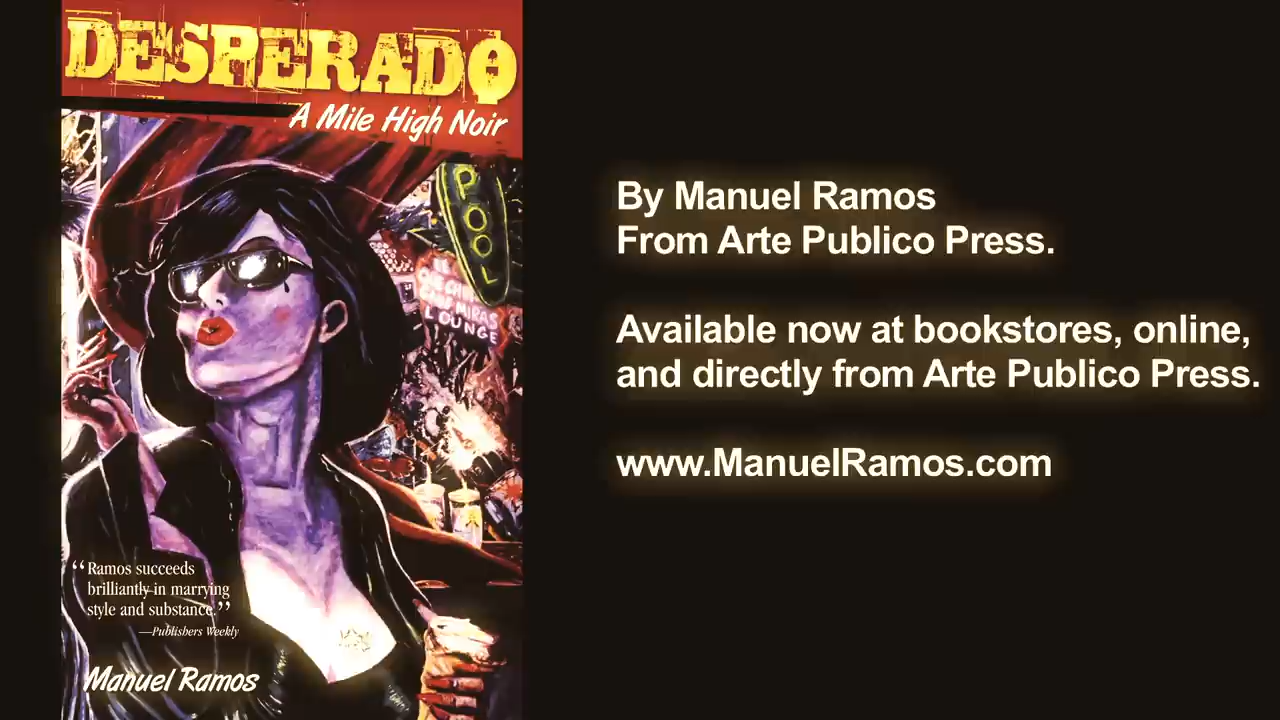 DESPERADO
A Mile High Noir
POOL
LOUNGE
“Ramos succeeds
brilliantly in marrying
style and substance.”
—Publishers Weekly
Manuel Ramos
By Manuel Ramos
From Arte Publico Press.
Available now at bookstores, online,
and directly from Arte Publico Press.
www.ManuelRamos.com